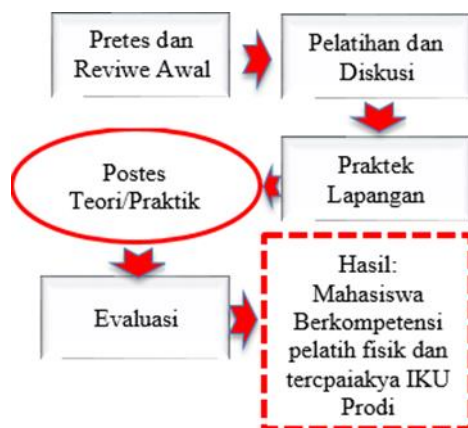 Pretes dan
Reviwe Awal
Pelatihan dan
Diskusi
Praktek
Lapangan
Postes
Teori/Praktik
Evaluasi
Hasil:
Mahasiswa
Berkompetensi
pelatih fisik dan
tercpaiakya IKU
Prodi